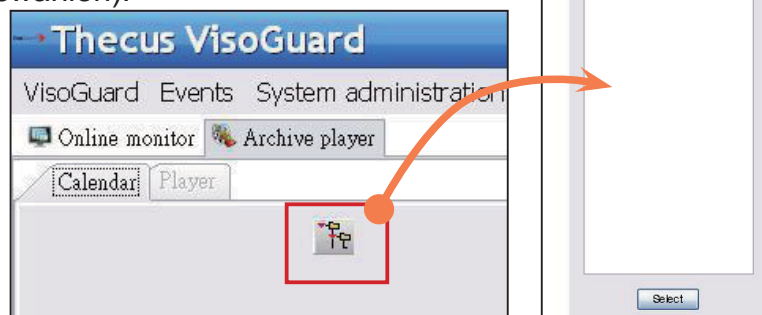 Thecus VisoGuard
VisoGuard Events System administration
Online monitor Archive player
Calendar Player
Select